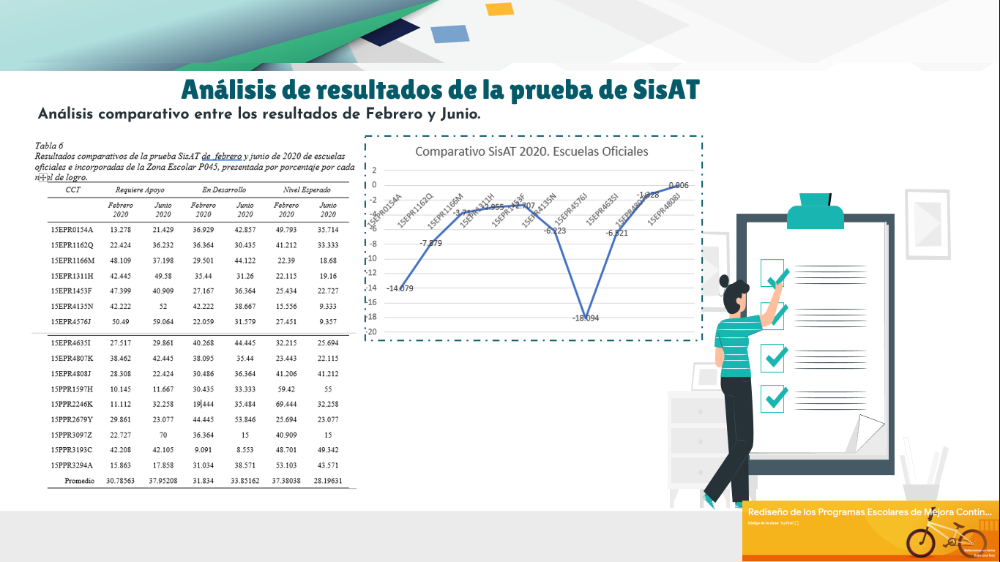 Análisis de resultados de la prueba de SisAT
Análisis comparativo entre los resultados de Febrero y Junio.
Tabla 6
Resultados comparativos de la prueba SisAT de febrero y junio de 2020 de escuelas
oficiales e incorporadas de la Zona Escolar P045, presentada por porcentaje por cada
nivel de logro.
CCT Requiere Apoyo En Desarrollo Nivel Esperado
Febrero 2020 Junio 2020 Febrero 2020 Junio 2020 Febrero 2020 Junio 2020
15EPR0154A 13.278 21.429 36.929 42.857 49.793 35.714
15EPR1162Q 22.424 36.232 36.364 30.435 41.212 33.333
15EPR1166M 48.109 37.198 29.501 44.122 22.39 18.68
15EPR1311H 42.445 49.58 35.44 31.26 22.115 19.16
15EPR1453F 47.399 40.909 27.167 36.364 25.434 22.727
15EPR4135N 42.222 52 42.222 38.667 15.556 9.333
15EPR4576J 50.49 59.064 22.059 31.579 27.451 9.357
15EPR4635I 27.517 29.861 40.268 44.445 32.215 25.694
15EPR4807K 38.462 42.445 38.095 35.44 23.443 22.115
15EPR4808J 28.308 22.424 30.486 36.364 41.206 41.212
15PPR1597H 10.145 11.667 30.435 33.333 59.42 55
15PPR2246K 11.112 32.258 19.444 35.484 69.444 32.258
15PPR2679Y 29.861 23.077 44.445 53.846 25.694 23.077
15PPR3097Z 22.727 70 36.364 15 40.909 15
15PPR3193C 42.208 42.105 9.091 8.553 48.701 49.342
15PPR3294A 15.863 17.858 31.034 38.571 53.103 43.571
Promedio 30.78563 37.95208 31.834 33.85162 37.38038 28.19631
Comparativo SisAT 2020. Escuelas Oficiales
2
0
-2
-4
-6
-8
-10
-12
-14
-16
-18
-20
15EPR0154A
15EPR1162Q
15EPR1166M
15EPR1311H
15EPR1453F
15EPR4135N
15EPR4576J
15EPR4635I
15EPR4807K
15EPR4808J
-14.079
-7.879
-3.71
-2.955
-2.707
-6.223
-18.094
-6.521
-1.328
0.006
Rediseño de los Programas Escolares de Mejora Contin...
Código de la clase
Seleccionar un tema
Subir una foto